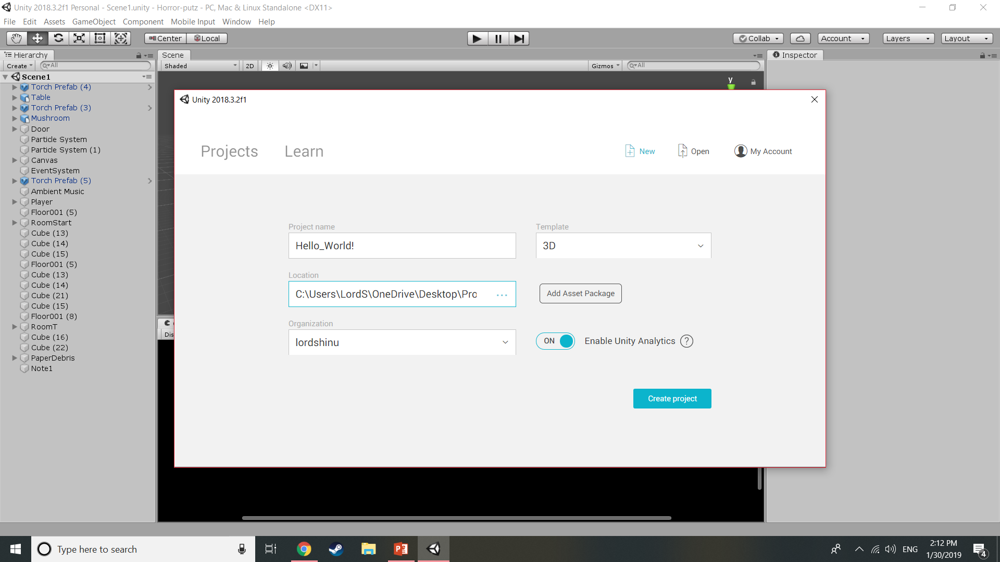 Unity 2018.3.2f1 Personal - Scene1.unity - Horror-putz - PC, Mac & Linux Standalone <DX11>
File Edit Assets GameObject Component Mobile Input Window Help
Center Local Collab Account Layers Layout
Hierarchy Scene Inspector
Create All Shaded 2D Gizmos All
Scene1
Torch Prefab (4)
Table
Torch Prefab (3)
Mushroom
Door
Particle System
Particle System (1)
Canvas
EventSystem
Torch Prefab (5)
Ambient Music
Player
Floor001 (5)
RoomStart
Cube (13)
Cube (14)
Cube (15)
Floor001 (5)
Cube (13)
Cube (14)
Cube (21)
Cube (15)
Floor001 (8)
RoomT
Cube (16)
Cube (22)
PaperDebris
Note1
y
Dis
Unity 2018.3.2f1
Projects Learn New Open My Account
Project name Template
Hello_World! 3D
Location
C:\Users\LordS\OneDrive\Desktop\Pro ... Add Asset Package
Organization
lordshinu ON Enable Unity Analytics ?
Create project
Type here to search
ENG
2:12 PM
1/30/2019
4